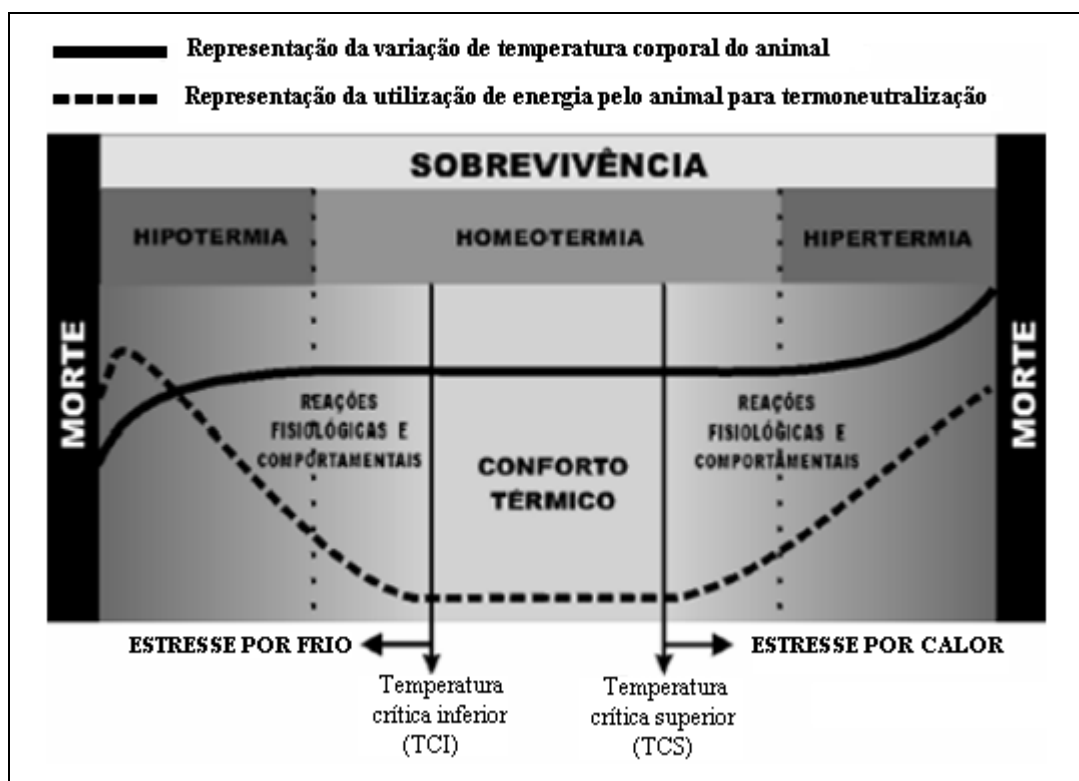 Representação da variação de temperatura corporal do animal
Representação da utilização de energia pelo animal para termoneutralização
SOBREVIVÊNCIA
HIPOTERMIA
HOMEOTERMIA
HIPERTERMIA
MORTE
REAÇÕES
FISIOLÓGICAS E
COMPORTAMENTAIS
CONFORTO
TÉRMICO
REAÇÕES
FISIOLÓGICAS E
COMPORTAMENTAIS
MORTE
ESTRESSE POR FRIO
ESTRESSE POR CALOR
Temperatura
crítica inferior
(TCI)
Temperatura
crítica superior
(TCS)